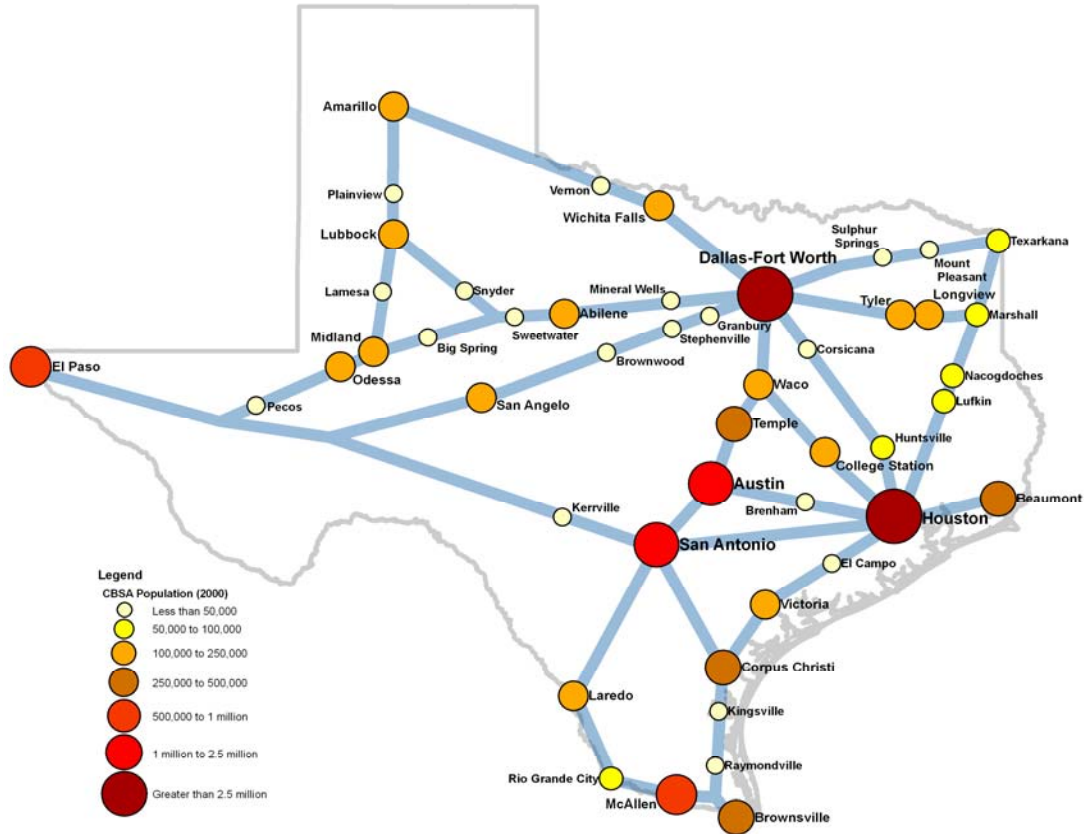 Amarillo
Plainview
Vernon
Wichita Falls
Lubbock
Sulphur
Springs
Mount
Pleasant
Texarkana
Dallas-Fort Worth
Lamesa
Snyder
Mineral Wells
Tyler
Longview
Abilene
Sweetwater
Granbury
Stephenville
Marshall
Midland
Big Spring
Brownwood
Corsicana
El Paso
Odessa
Nacogdoches
Waco
Pecos
San Angelo
Lufkin
Temple
Huntsville
College Station
Austin
Beaumont
Brenham
Kerrville
Houston
San Antonio
El Campo
Victoria
Corpus Christi
Laredo
Kingsville
Raymondville
Rio Grande City
McAllen
Brownsville
Legend
CBSA Population (2000)
Less than 50,000
50,000 to 100,000
100,000 to 250,000
250,000 to 500,000
500,000 to 1 million
1 million to 2.5 million
Greater than 2.5 million